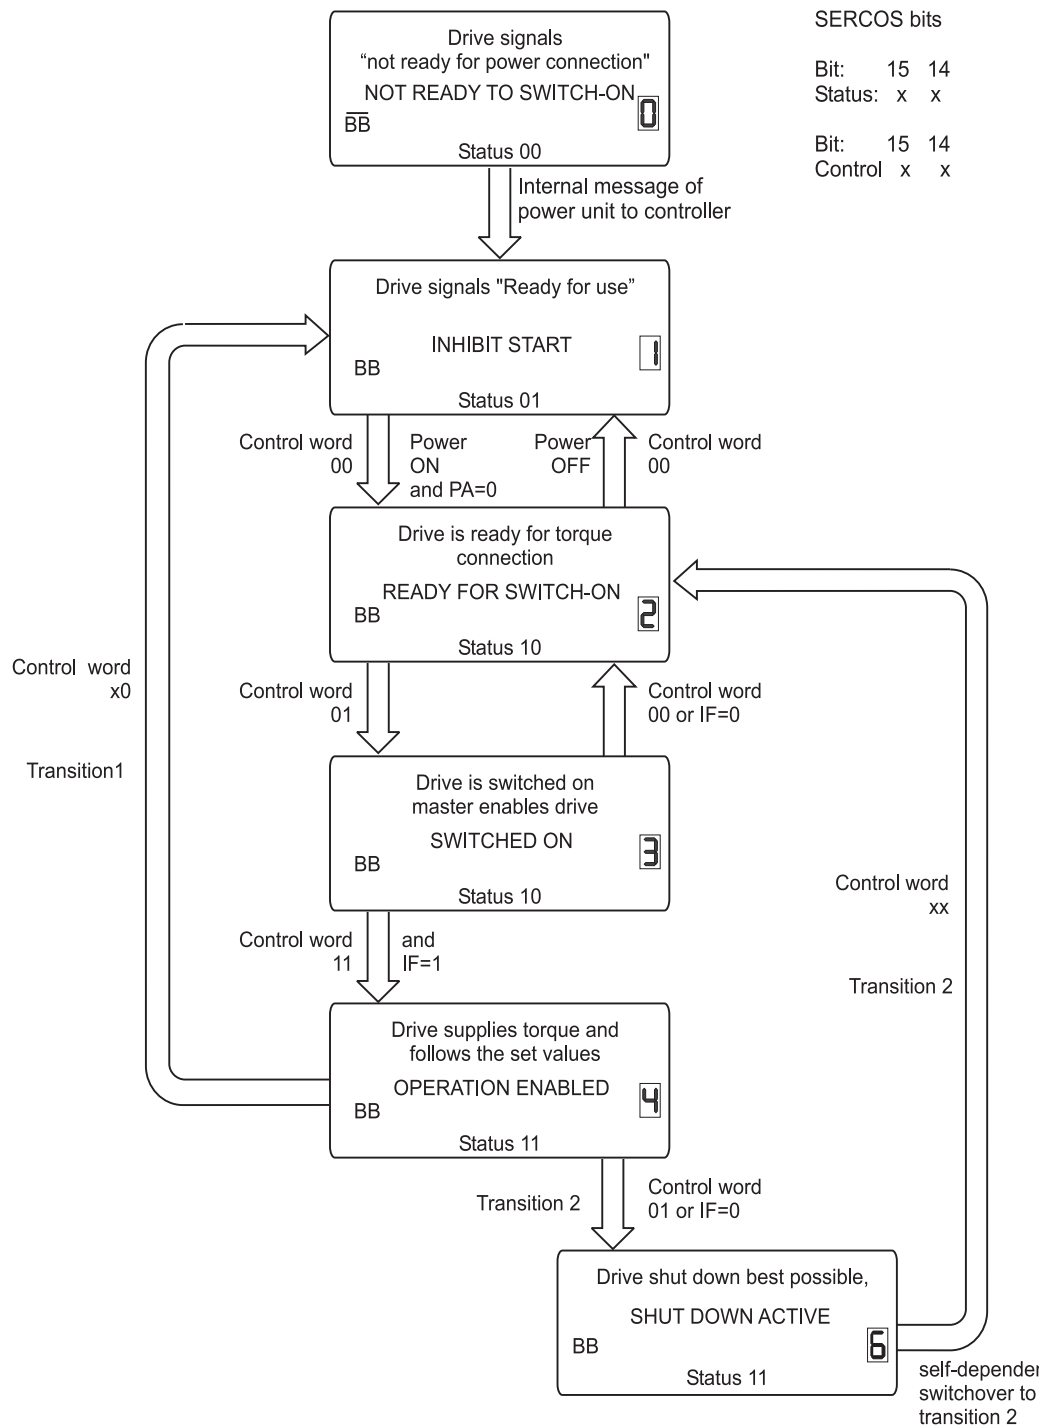 SERCOS bits
Bit: 15 14
Status: x x
Bit: 15 14
Control x x
Drive signals
“not ready for power connection"
NOT READY TO SWITCH-ON
B̅B̅
0
Status 00
Internal message of
power unit to controller
Drive signals "Ready for use”
INHIBIT START
1
BB
Status 01
Control word
00
Power
ON
and PA=0
Power
OFF
Control word
00
Drive is ready for torque
connection
READY FOR SWITCH-ON
BB
2
Status 10
Control word
x0
Transition1
Control word
01
Control word
00 or IF=0
Drive is switched on
master enables drive
SWITCHED ON
3
BB
Status 10
Control word
xx
Transition 2
Control word
11
and
IF=1
Drive supplies torque and
follows the set values
OPERATION ENABLED
4
BB
Status 11
Transition 2
Control word
01 or IF=0
Drive shut down best possible,
SHUT DOWN ACTIVE
BB
6
Status 11
self-dependen
switchover to
transition 2